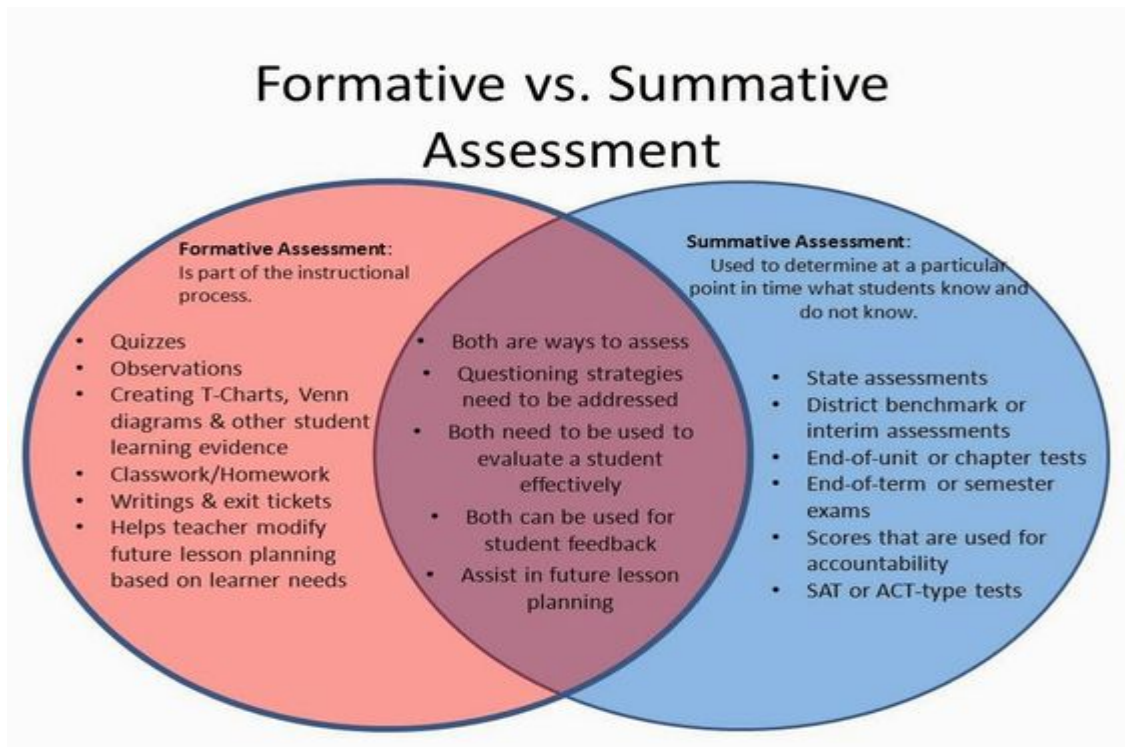 Formative vs. Summative
Assessment
Formative Assessment:
Is part of the instructional
process.
• Quizzes
• Observations
• Creating T-Charts, Venn
diagrams & other student
learning evidence
• Classwork/Homework
• Writings & exit tickets
• Helps teacher modify
future lesson planning
based on learner needs
• Both are ways to assess
• Questioning strategies
need to be addressed
• Both need to be used to
evaluate a student
effectively
• Both can be used for
student feedback
• Assist in future lesson
planning
Summative Assessment:
Used to determine at a particular
point in time what students know and
do not know.
• State assessments
• District benchmark or
interim assessments
• End-of-unit or chapter tests
• End-of-term or semester
exams
• Scores that are used for
accountability
• SAT or ACT-type tests